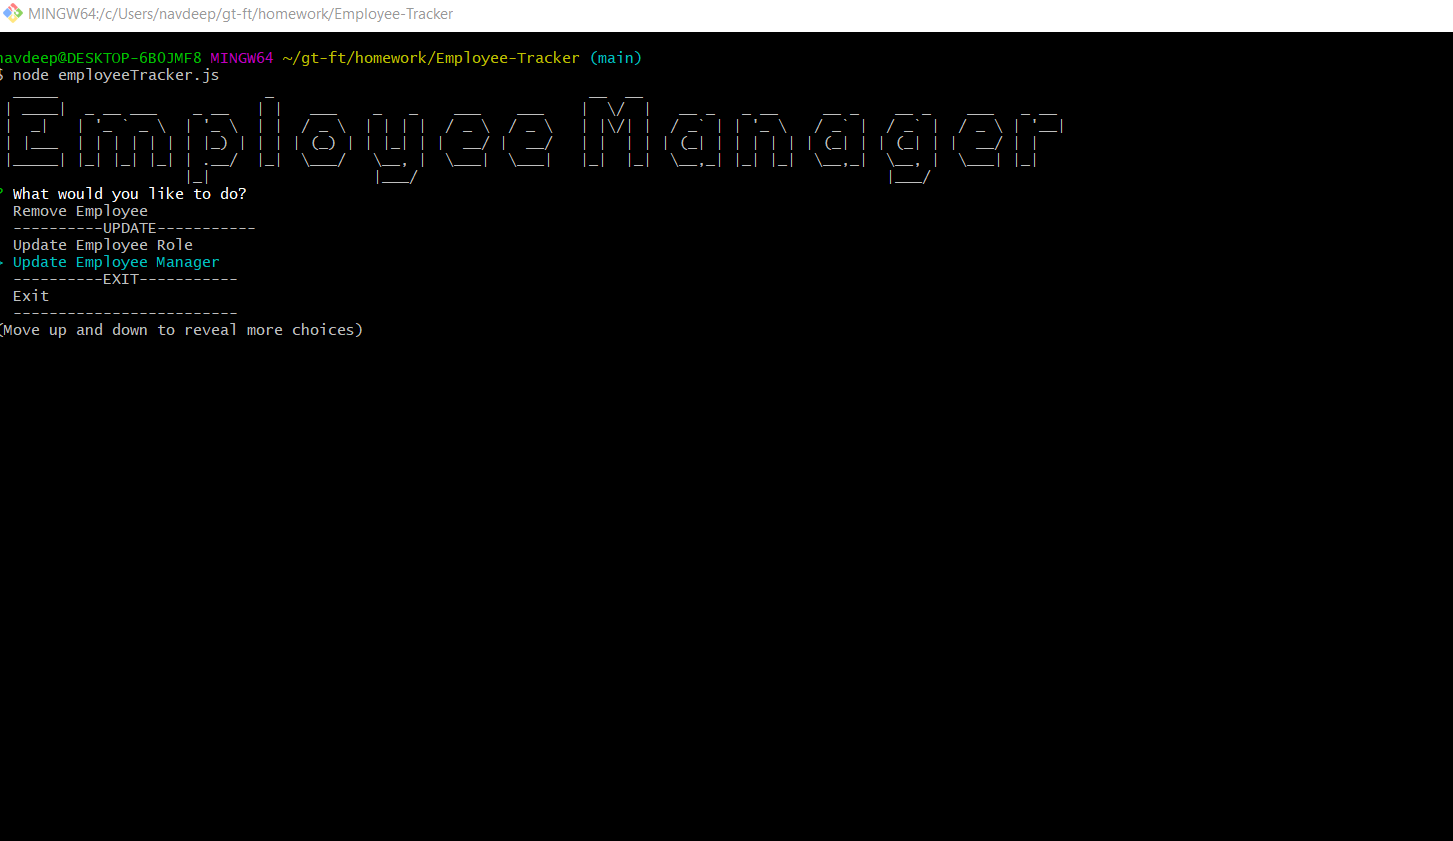 MINGW64:/c/Users/navdeep/gt-ft/homework/Employee-Tracker
navdeep@DESKTOP-6BOJMF8 MINGW64 ~/gt-ft/homework/Employee-Tracker (main)
$ node employeeTracker.js
Employee Manager
? What would you like to do?
Remove Employee
----------UPDATE-----------
Update Employee Role
> Update Employee Manager
----------EXIT-----------
Exit
-------------------------
(Move up and down to reveal more choices)